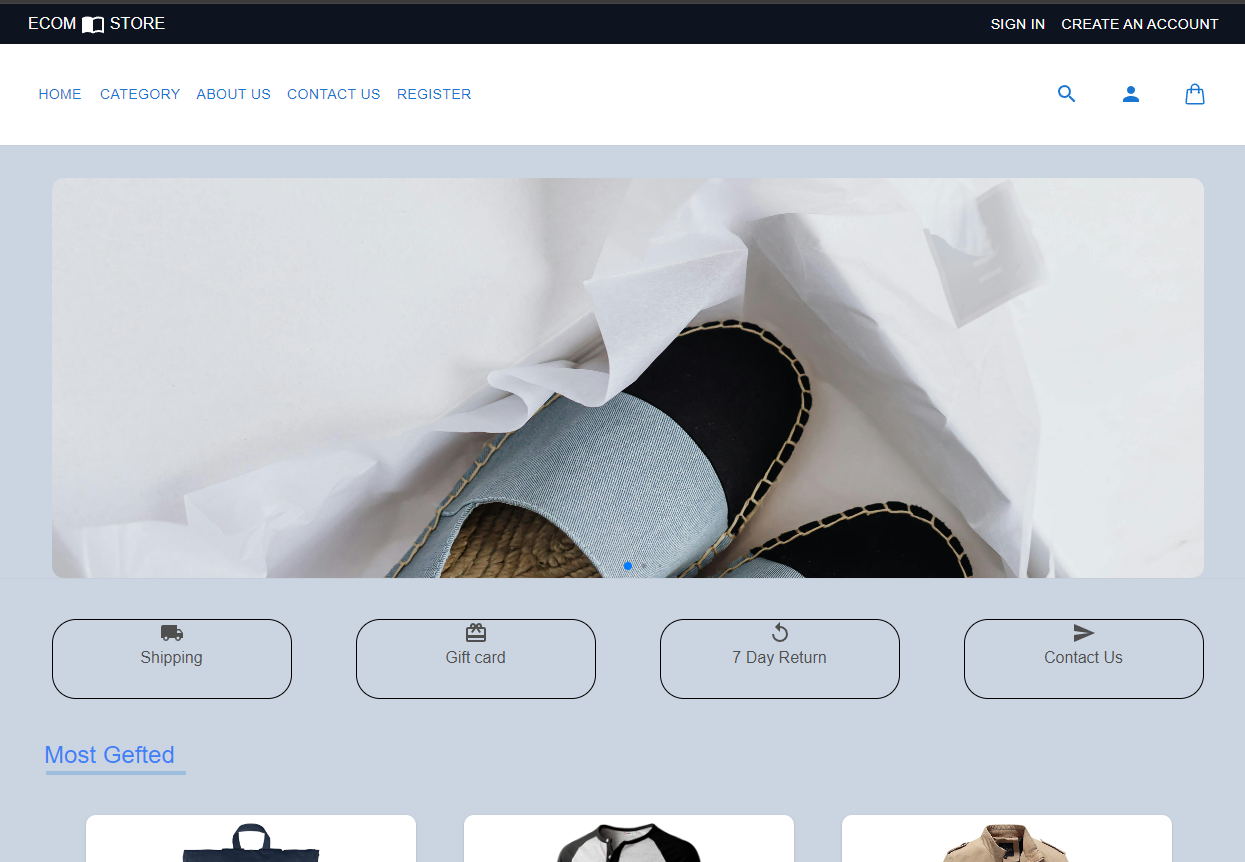 ECOM STORE
SIGN IN CREATE AN ACCOUNT
HOME CATEGORY ABOUT US CONTACT US REGISTER
Shipping
Gift card
7 Day Return
Contact Us
Most Gefted